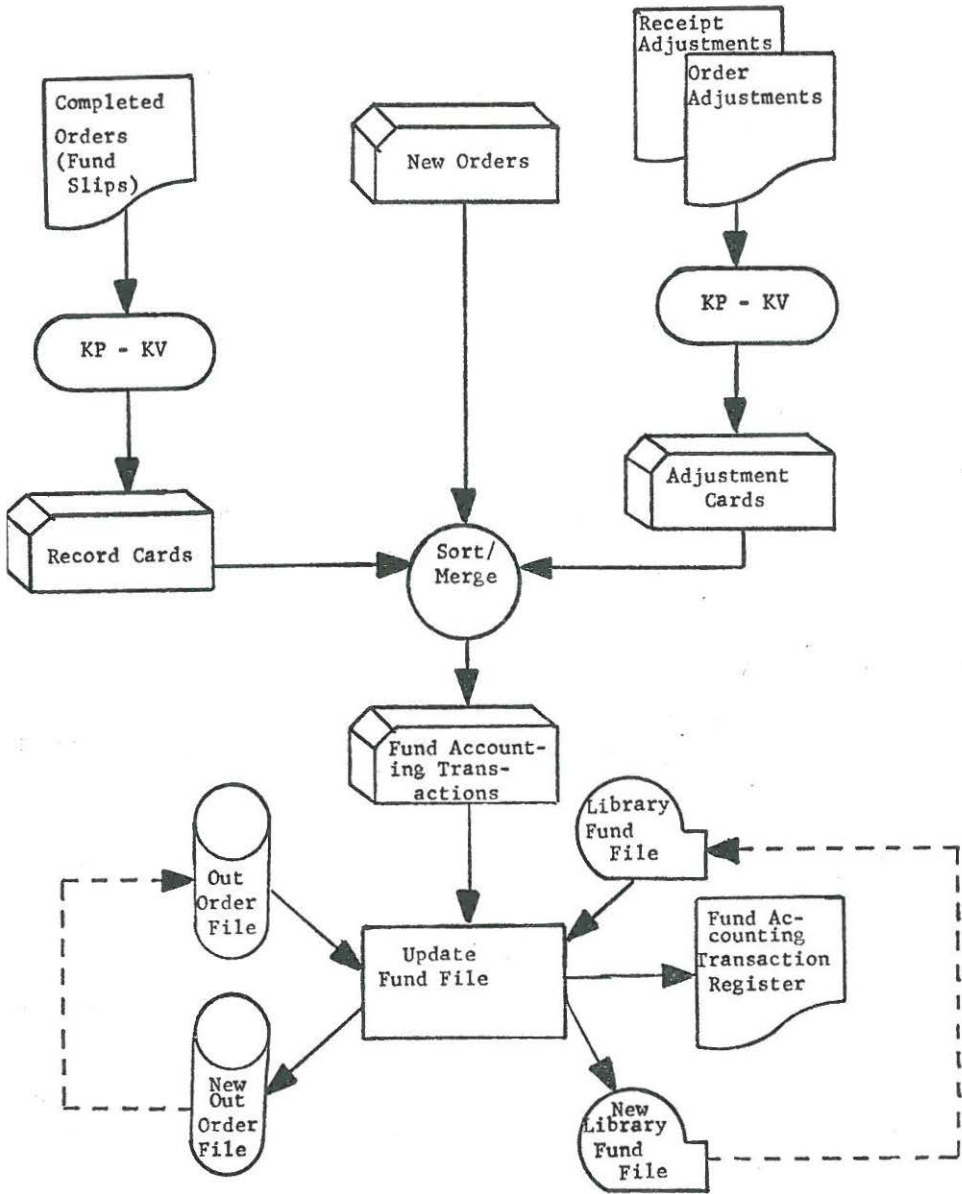 Receipt
Adjustments
Order
Adjustments
Completed
Orders
(Fund
Slips)
New Orders
KP - KV
KP - KV
Adjustment
Cards
Record Cards
Sort/
Merge
Fund Account-
ing Trans-
actions
Library
Fund
File
Out
Order
File
Update
Fund File
Fund Ac-
counting
Transaction
Register
New
Out
Order
File
New
Library
Fund
File